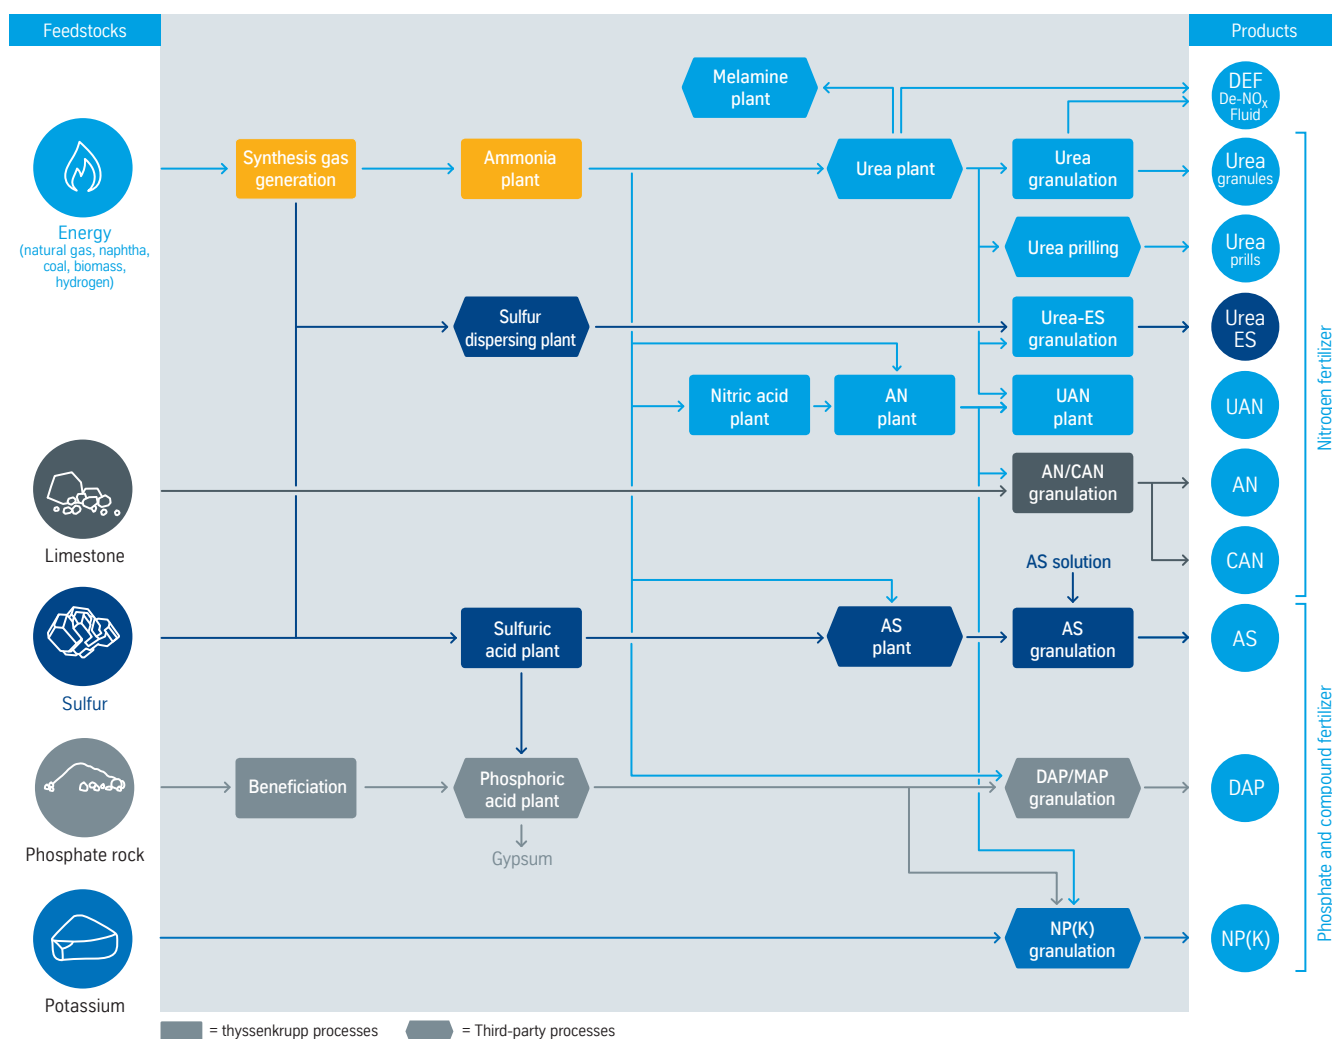 Feedstocks
Products
Melamine
plant
DEF
De-NOx
Fluid
Synthesis gas
generation
Ammonia
plant
Urea plant
Urea
granulation
Urea
granules
Energy
(natural gas, naphtha,
coal, biomass,
hydrogen)
Urea prilling
Urea
prills
Sulfur
dispersing plant
Urea-ES
granulation
Urea
ES
Nitric acid
plant
AN
plant
UAN
plant
UAN
Nitrogen fertilizer
Limestone
AN/CAN
granulation
AN
AS solution
CAN
Sulfur
Sulfuric
acid plant
AS
plant
AS
granulation
AS
Phosphate rock
Beneficiation
Phosphoric
acid plant
Gypsum
DAP/MAP
granulation
DAP
Phosphate and compound fertilizer
Potassium
NP(K)
granulation
NP(K)
= thyssenkrupp processes
= Third-party processes